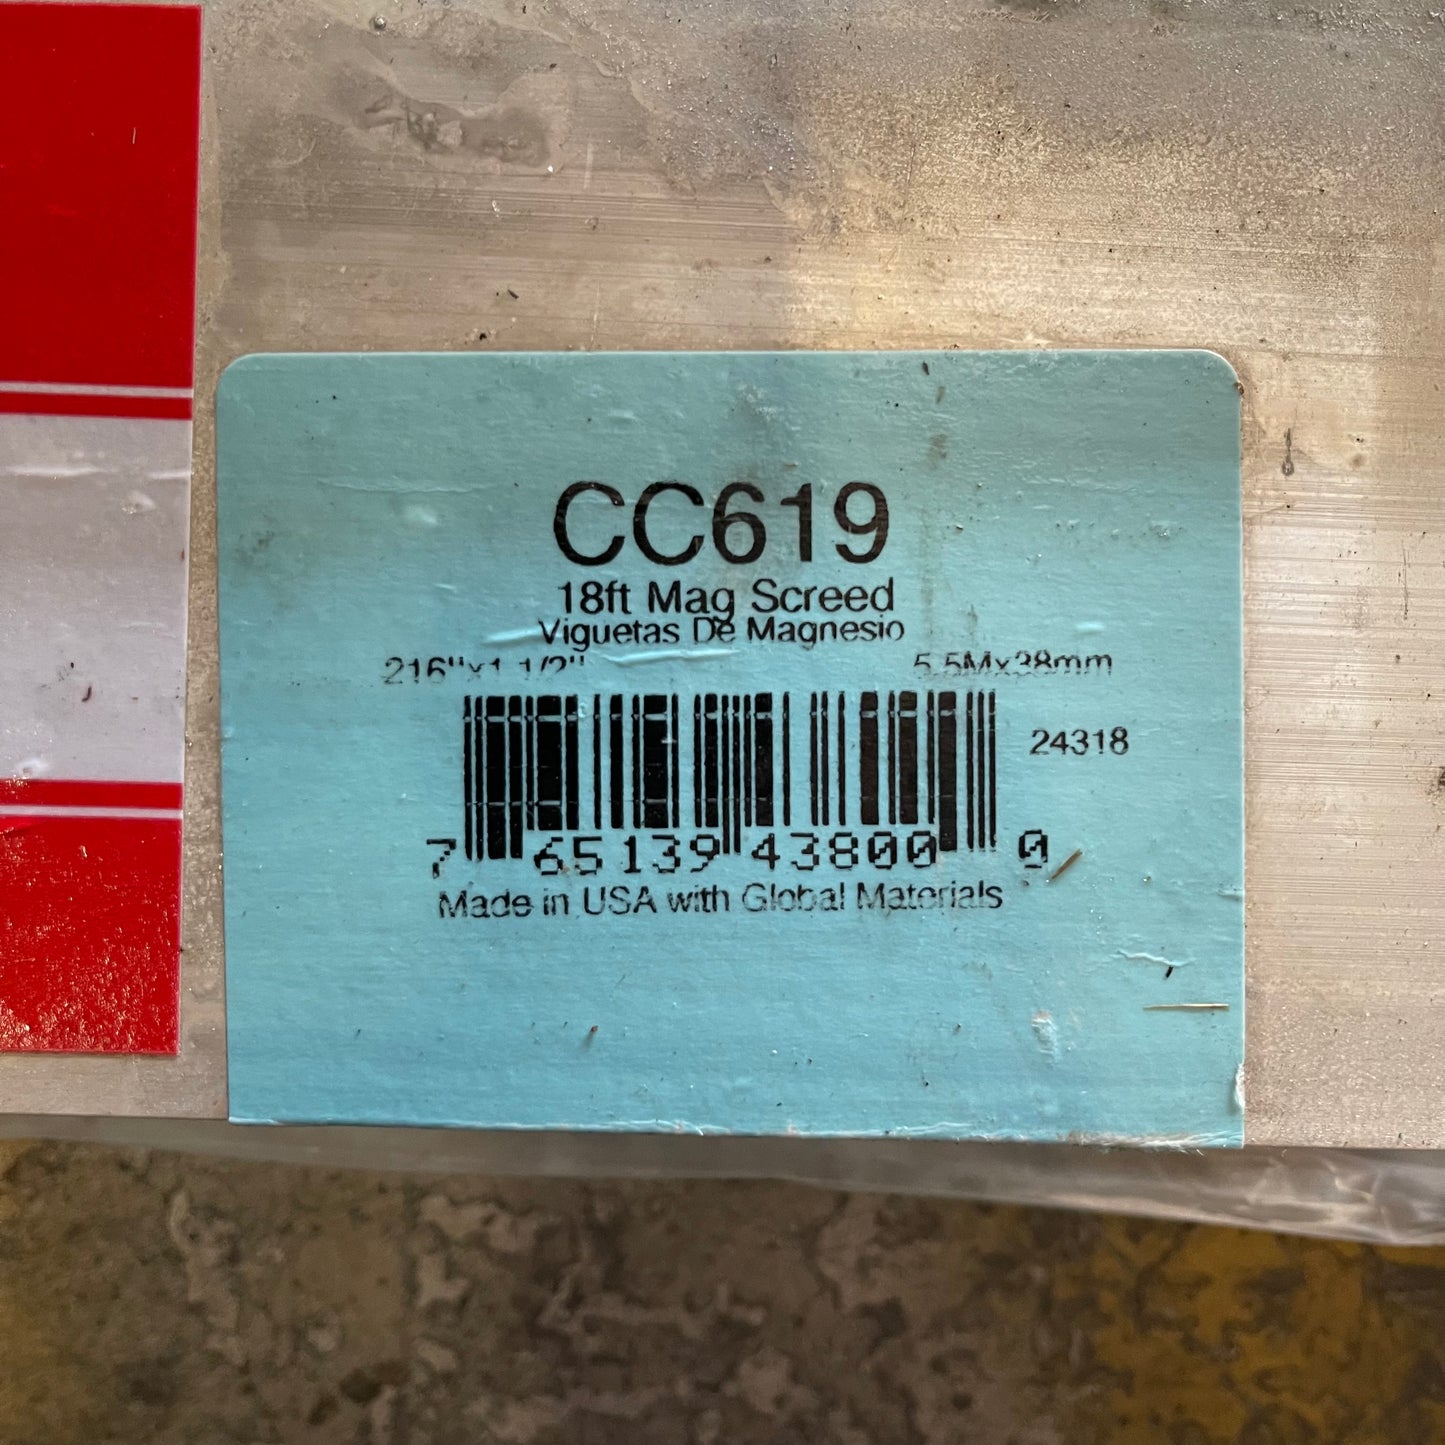 CC619
18ft Mag Screed
Viguetas De Magnesio
216"x1 1/2" 5.5Mx38mm
24318
7 65139 43800 0
Made in USA with Global Materials